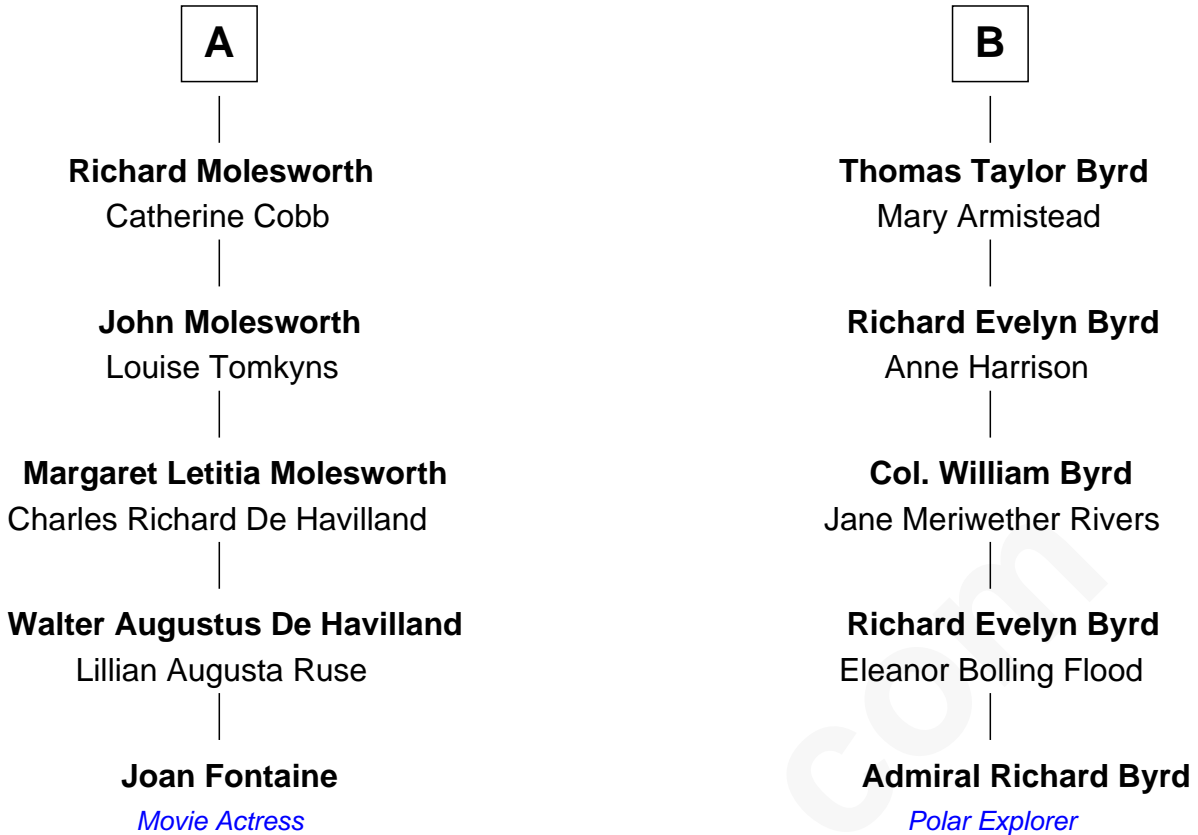 A
Richard Molesworth
Catherine Cobb
John Molesworth
Louise Tomkyns
Margaret Letitia Molesworth
Charles Richard De Havilland
Walter Augustus De Havilland
Lillian Augusta Ruse
Joan Fontaine
Movie Actress
B
Thomas Taylor Byrd
Mary Armistead
Richard Evelyn Byrd
Anne Harrison
Col. William Byrd
Jane Meriwether Rivers
Richard Evelyn Byrd
Eleanor Bolling Flood
Admiral Richard Byrd
Polar Explorer
com